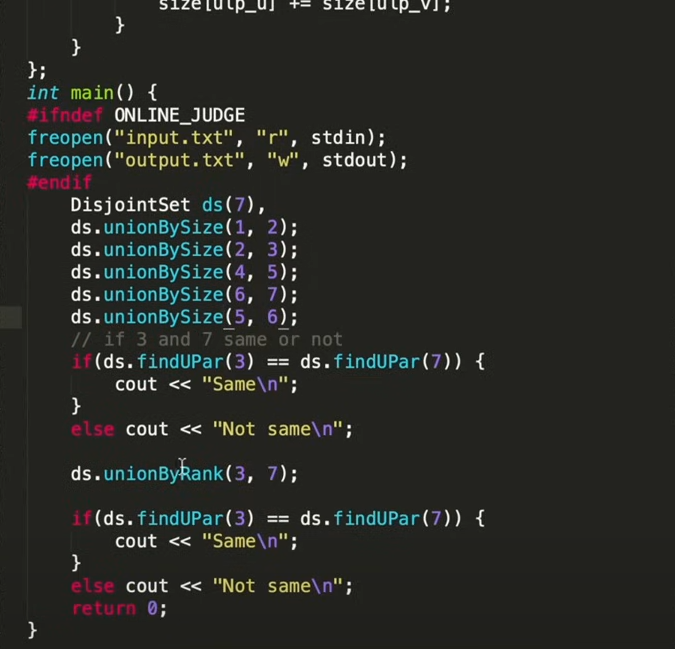 size[ulp_u] += size[ulp_v];
}
}
};
int main() {
#ifndef ONLINE_JUDGE
freopen("input.txt", "r", stdin);
freopen("output.txt", "w", stdout);
#endif
DisjointSet ds(7),
ds.unionBySize(1, 2);
ds.unionBySize(2, 3);
ds.unionBySize(4, 5);
ds.unionBySize(6, 7);
ds.unionBySize(5, 6);
// if 3 and 7 same or not
if(ds.findUPar(3) == ds.findUPar(7)) {
cout << "Same\n";
}
else cout << "Not same\n";
ds.unionByRank(3, 7);
if(ds.findUPar(3) == ds.findUPar(7)) {
cout << "Same\n";
}
else cout << "Not same\n";
return 0;
}